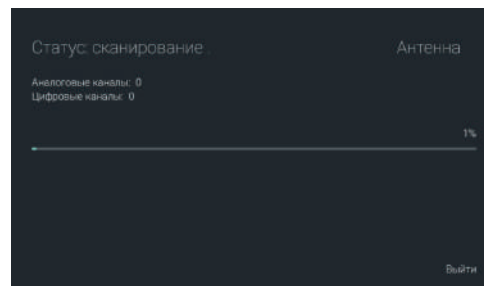 Статус: сканирование .
Антенна
Аналоговые каналы: 0
Цифровые каналы: 0
1%
Выйти